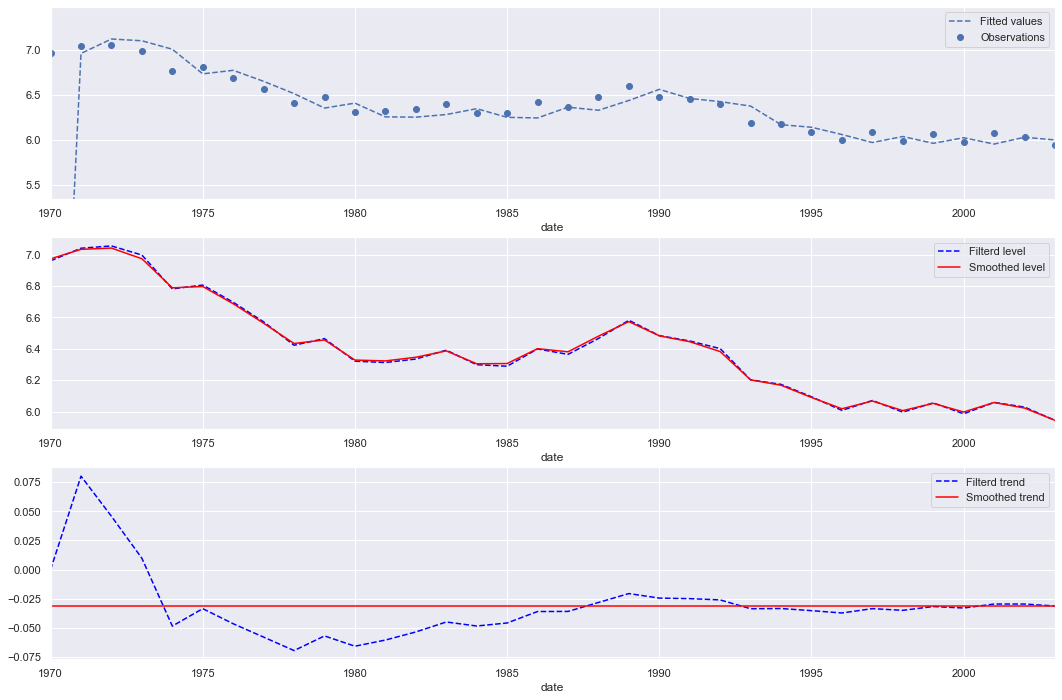 Fitted values
Observations
7.0
6.5
6.0
5.5
1970 1975 1980 1985 1990 1995 2000
date
Filterd level
Smoothed level
7.0
6.8
6.6
6.4
6.2
6.0
1970 1975 1980 1985 1990 1995 2000
date
Filterd trend
Smoothed trend
0.075
0.050
0.025
0.000
−0.025
−0.050
−0.075
1970 1975 1980 1985 1990 1995 2000
date